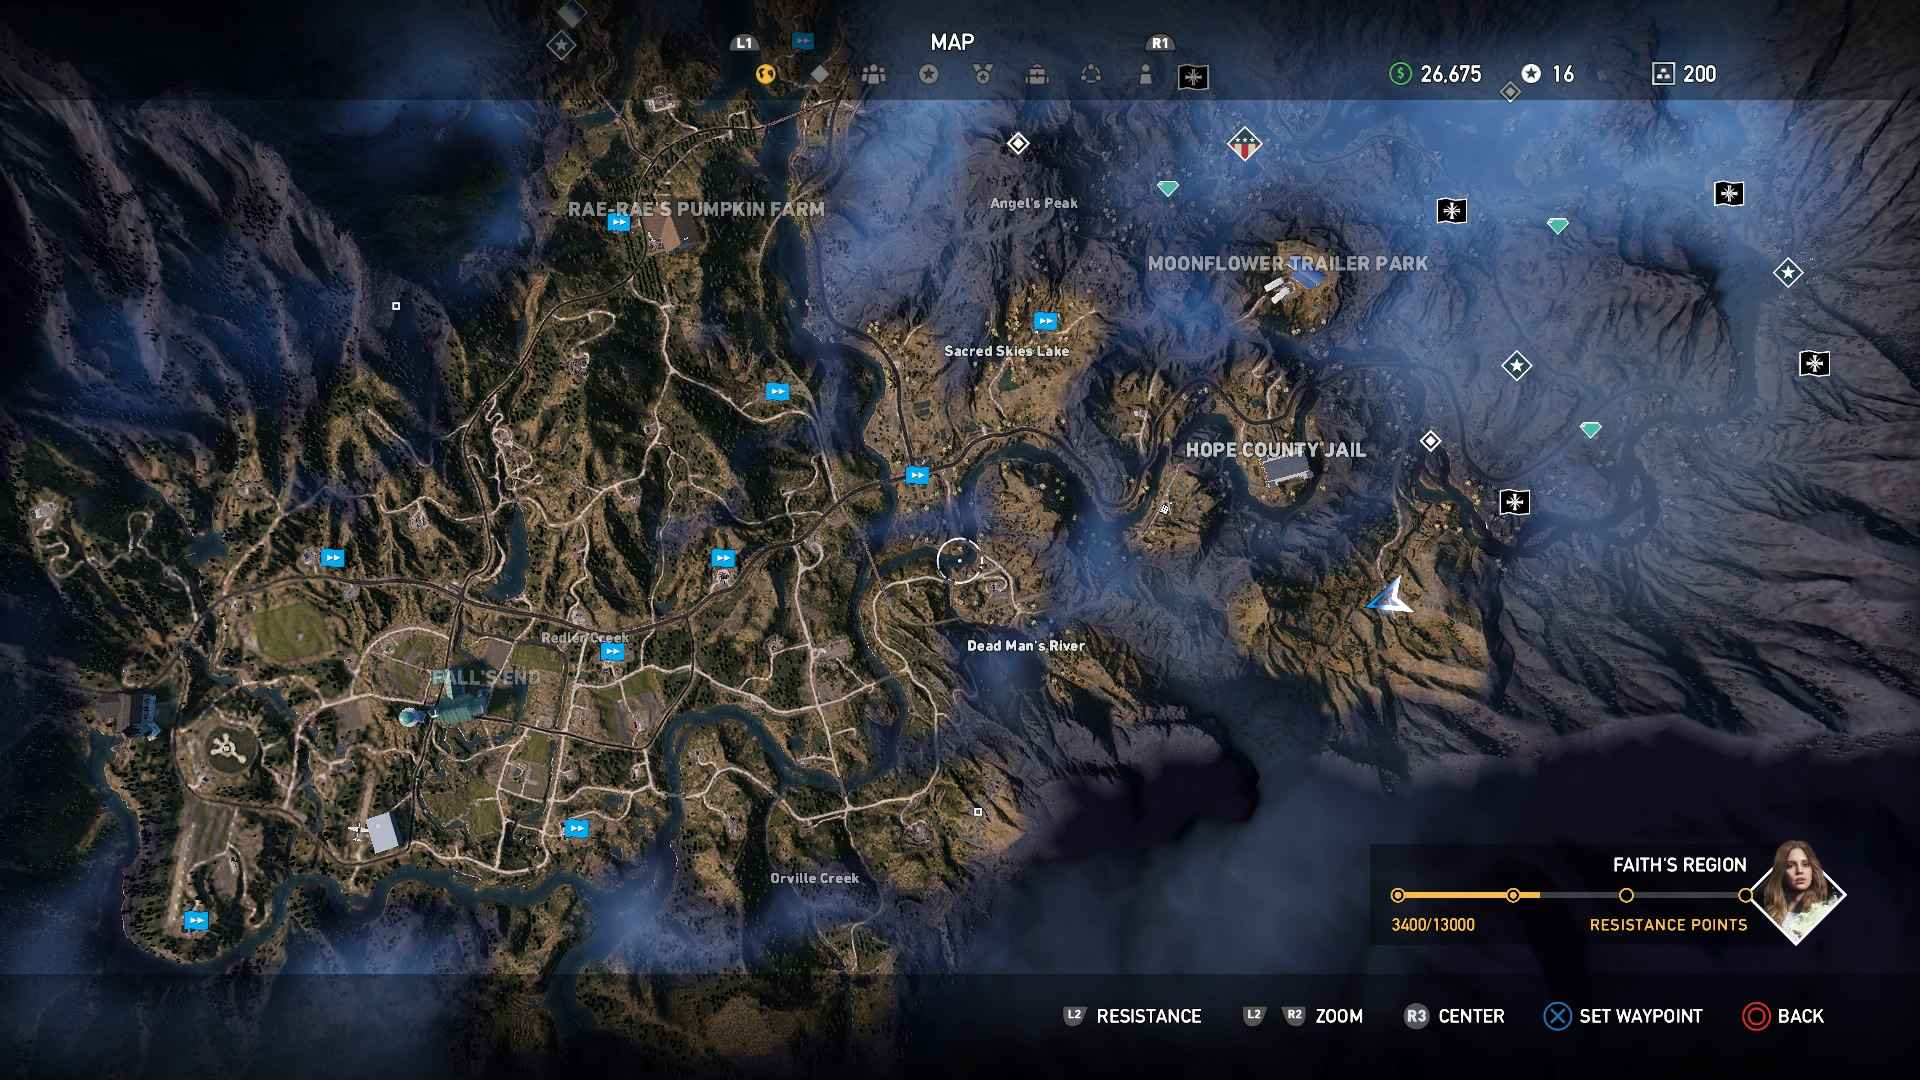 L1
MAP
R1
$ 26,675
16
200
RAE-RAE'S PUMPKIN FARM
Angel's Peak
MOONFLOWER TRAILER PARK
Sacred Skies Lake
HOPE COUNTY JAIL
Redler Creek
Dead Man's River
FALL'S END
Orville Creek
FAITH'S REGION
3400/13000
RESISTANCE POINTS
L2 RESISTANCE
L2 R2 ZOOM
R3 CENTER
SET WAYPOINT
BACK